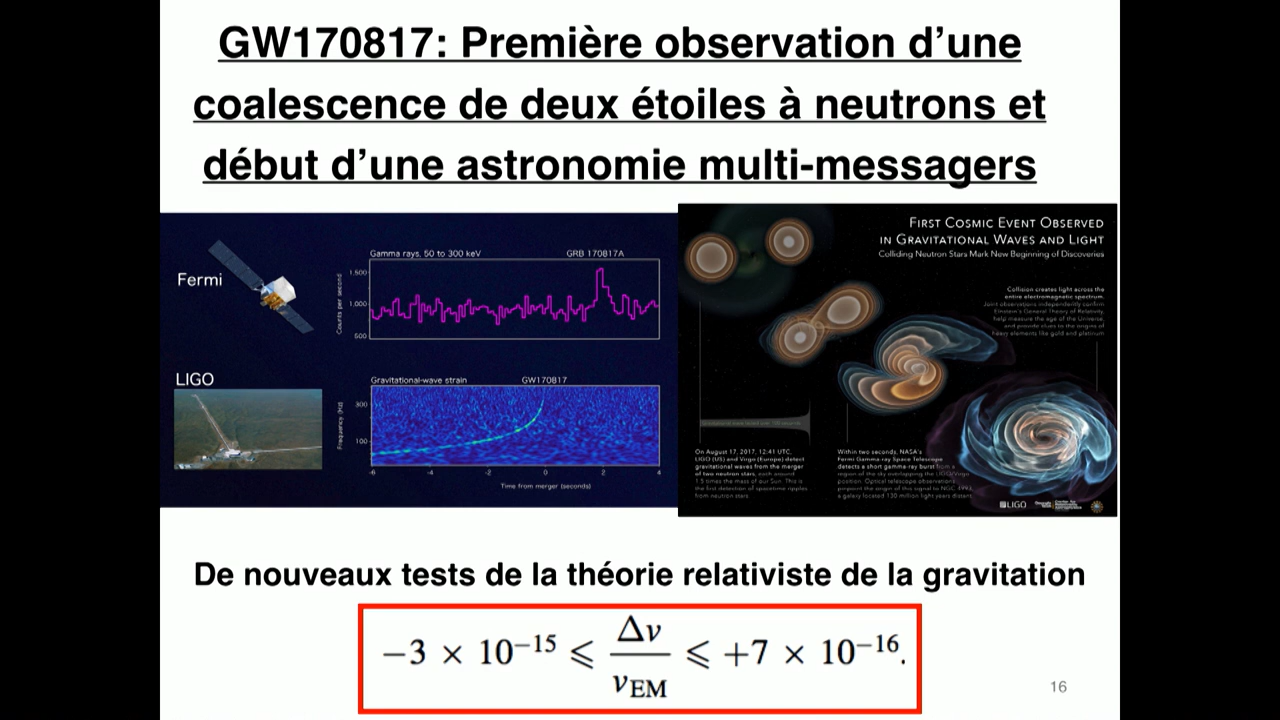 GW170817: Première observation d'une
coalescence de deux étoiles à neutrons et
début d'une astronomie multi-messagers
Fermi
Gamma rays, 50 to 300 keV
GRB 170817A
Counts per second
1,500
1,000
500
LIGO
Gravitational-wave strain
GW170817
Frequency (Hz)
300
100
-6 -4 -2 0 2 4
Time from merger (seconds)
FIRST COSMIC EVENT OBSERVED
IN GRAVITATIONAL WAVES AND LIGHT
Colliding Neutron Stars Mark New Beginning of Discoveries
Collision creates light across the
entire electromagnetic spectrum.
Joint observations independently confirm
Einstein's General Theory of Relativity,
help measure the age of the Universe,
and provide clues to the origins of
heavy elements like gold and platinum
On August 17, 2017, 12:41 UTC,
LIGO (US) and Virgo (Europe) detect
gravitational waves from the merger
of two neutron stars, each around
1.5 times the mass of our Sun. This is
the first detection of spacetime ripples
from neutron stars.
Within two seconds, NASA's
Fermi Gamma-ray Space Telescope
detects a short gamma-ray burst from a
region of the sky overlapping the LIGO/Virgo
position. Optical telescope observations
pinpoint the origin of this signal to NGC 4993,
a galaxy located 130 million light years distant.
LIGO
De nouveaux tests de la théorie relativiste de la gravitation
−3 × 10⁻¹⁵ ⩽ Δv/vEM ⩽ +7 × 10⁻¹⁶.
16